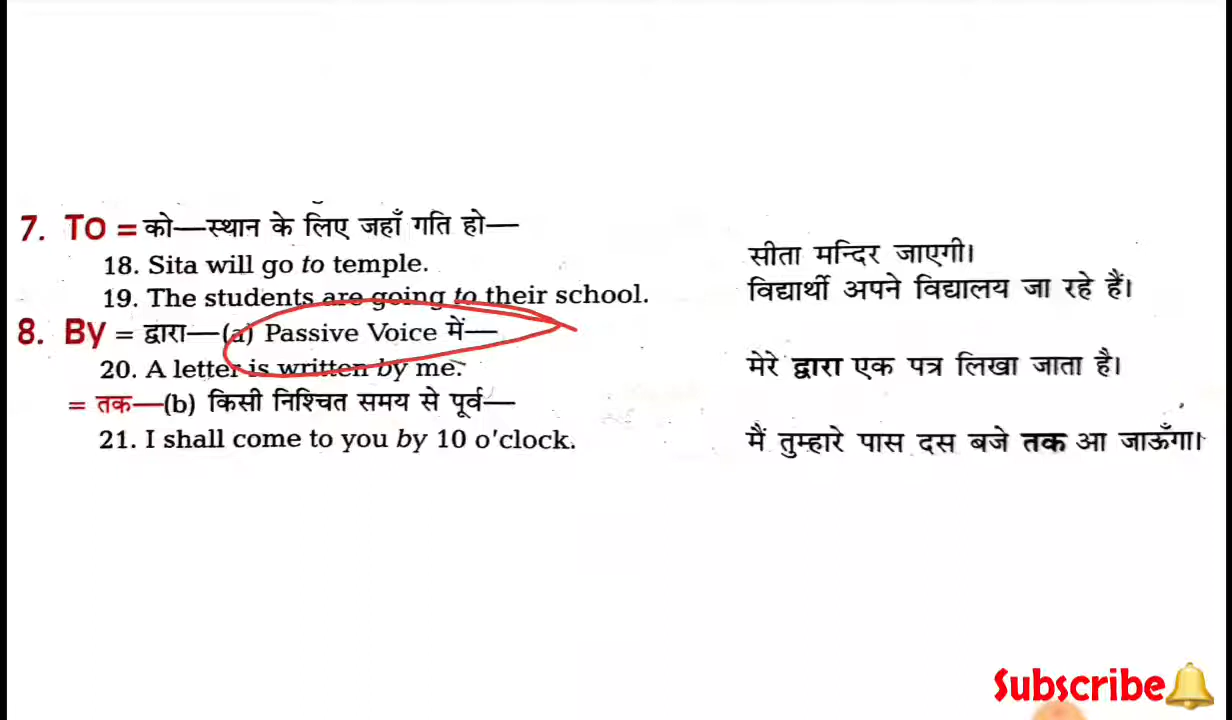 7. To = को—स्थान के लिए जहाँ गति हो—
18. Sita will go to temple. सीता मन्दिर जाएगी।
19. The students are going to their school. विद्यार्थी अपने विद्यालय जा रहे हैं।
8. By = द्वारा—(a) Passive Voice में—
20. A letter is written by me. मेरे द्वारा एक पत्र लिखा जाता है।
= तक—(b) किसी निश्चित समय से पूर्व—
21. I shall come to you by 10 o'clock. मैं तुम्हारे पास दस बजे तक आ जाऊँगा।
Subscribe